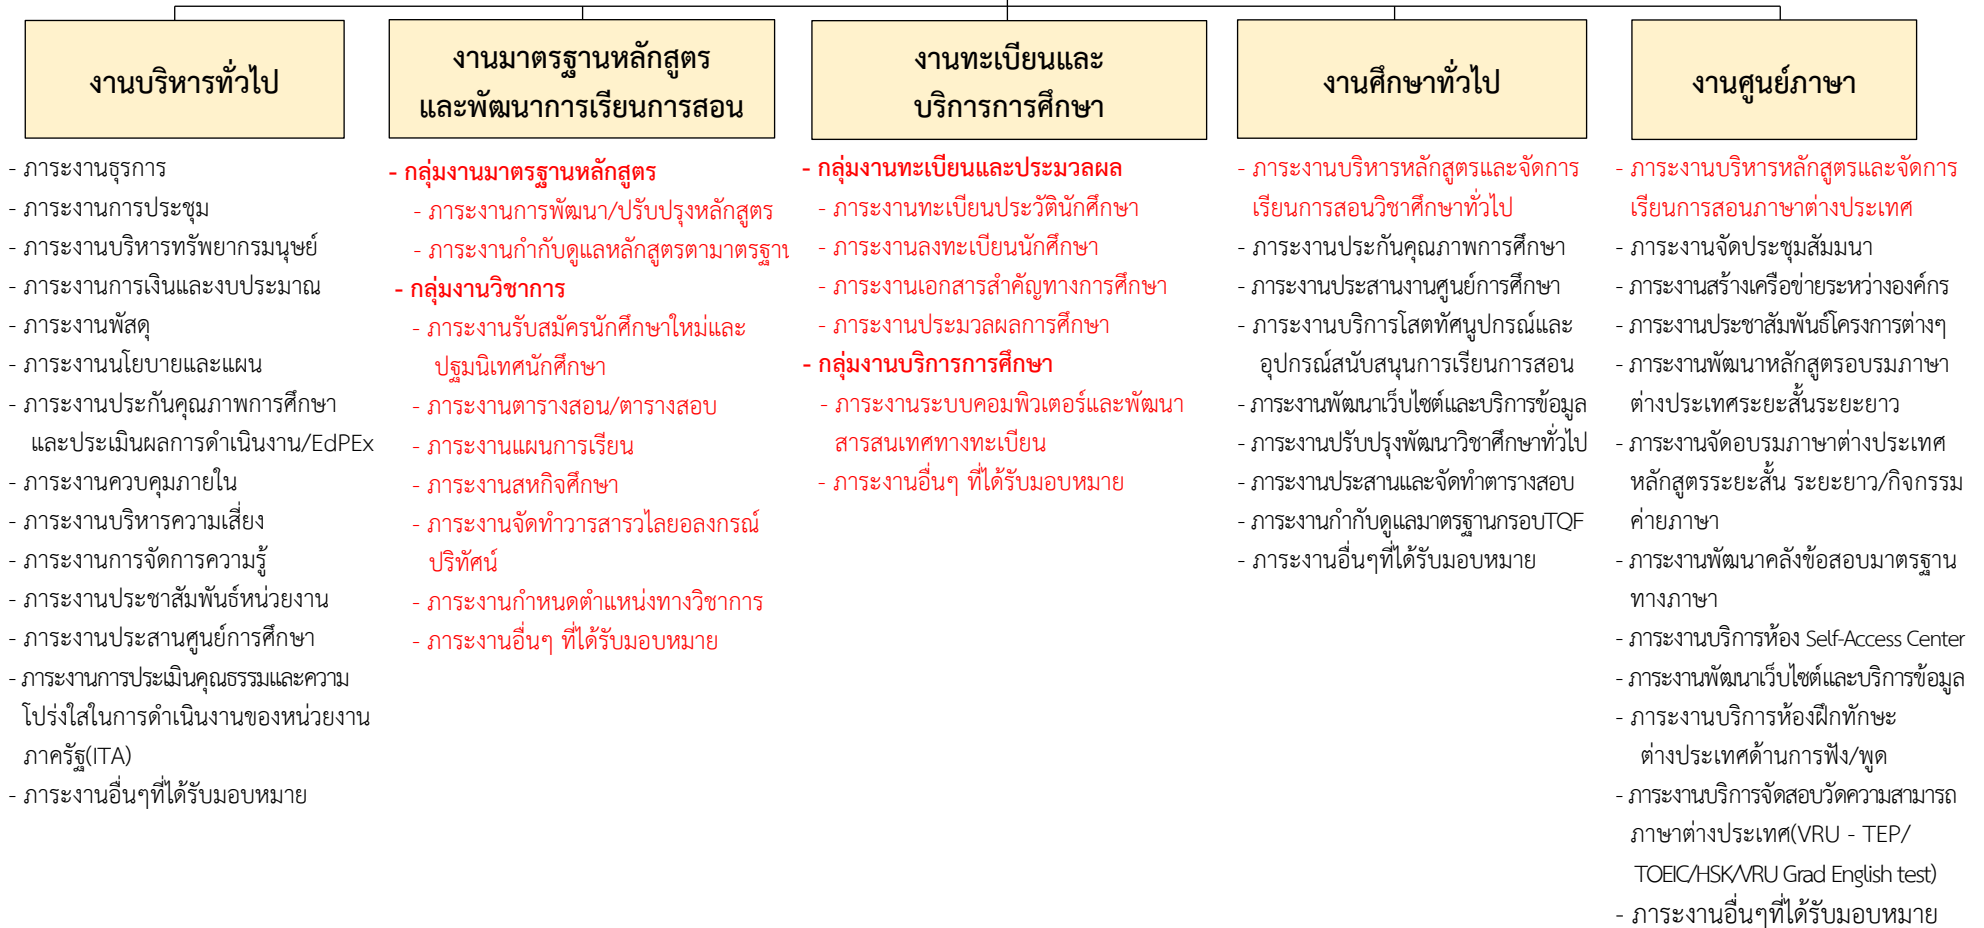 งานบริหารทั่วไป
- ภาระงานธุรการ
- ภาระงานการประชุม
- ภาระงานบริหารทรัพยากรมนุษย์
- ภาระงานการเงินและงบประมาณ
- ภาระงานพัสดุ
- ภาระงานนโยบายและแผน
- ภาระงานประกันคุณภาพการศึกษา
และประเมินผลการดำเนินงาน/EdPEx
- ภาระงานควบคุมภายใน
- ภาระงานบริหารความเสี่ยง
- ภาระงานการจัดการความรู้
- ภาระงานประชาสัมพันธ์หน่วยงาน
- ภาระงานประสานศูนย์การศึกษา
- ภาระงานการประเมินคุณธรรมและความ
โปร่งใสในการดำเนินงานของหน่วยงาน
ภาครัฐ(ITA)
- ภาระงานอื่นๆที่ได้รับมอบหมาย
งานมาตรฐานหลักสูตร
และพัฒนาการเรียนการสอน
- กลุ่มงานมาตรฐานหลักสูตร
- ภาระงานการพัฒนา/ปรับปรุงหลักสูตร
- ภาระงานกำกับดูแลหลักสูตรตามาตรฐาน
- กลุ่มงานวิชาการ
- ภาระงานรับสมัครนักศึกษาใหม่และ
ปฐมนิเทศนักศึกษา
- ภาระงานตารางสอน/ตารางสอบ
- ภาระงานแผนการเรียน
- ภาระงานสหกิจศึกษา
- ภาระงานจัดทำวารสารวไลยอลงกรณ์
ปริทัศน์
- ภาระงานกำหนดตำแหน่งทางวิชาการ
- ภาระงานอื่นๆ ที่ได้รับมอบหมาย
งานทะเบียนและ
บริการการศึกษา
- กลุ่มงานทะเบียนและประมวลผล
- ภาระงานทะเบียนประวัตินักศึกษา
- ภาระงานลงทะเบียนนักศึกษา
- ภาระงานเอกสารสำคัญทางการศึกษา
- ภาระงานประมวลผลการศึกษา
- กลุ่มงานบริการการศึกษา
- ภาระงานระบบคอมพิวเตอร์และพัฒนา
สารสนเทศทางทะเบียน
- ภาระงานอื่นๆ ที่ได้รับมอบหมาย
งานศึกษาทั่วไป
- ภาระงานบริหารหลักสูตรและจัดการ
เรียนการสอนวิชาศึกษาทั่วไป
- ภาระงานประกันคุณภาพการศึกษา
- ภาระงานประสานงานศูนย์การศึกษา
- ภาระงานบริการโสตทัศนูปกรณ์และ
อุปกรณ์สนับสนุนการเรียนการสอน
- ภาระงานพัฒนาเว็บไซต์และบริการข้อมูล
- ภาระงานปรับปรุงพัฒนาวิชาศึกษาทั่วไป
- ภาระงานประสานและจัดทำตารางสอบ
- ภาระงานกำกับดูแลมาตรฐานกรอบTQF
- ภาระงานอื่นๆที่ได้รับมอบหมาย
งานศูนย์ภาษา
- ภาระงานบริหารหลักสูตรและจัดการ
เรียนการสอนภาษาต่างประเทศ
- ภาระงานจัดประชุมสัมมนา
- ภาระงานสร้างเครือข่ายระหว่างองค์กร
- ภาระงานประชาสัมพันธ์โครงการต่างๆ
- ภาระงานพัฒนาหลักสูตรอบรมภาษา
ต่างประเทศระยะสั้นระยะยาว
- ภาระงานจัดอบรมภาษาต่างประเทศ
หลักสูตรระยะสั้น ระยะยาว/กิจกรรม
ค่ายภาษา
- ภาระงานพัฒนาคลังข้อสอบมาตรฐาน
ทางภาษา
- ภาระงานบริการห้อง Self-Access Center
- ภาระงานพัฒนาเว็บไซต์และบริการข้อมูล
- ภาระงานบริการห้องฝึกทักษะ
ต่างประเทศด้านการฟัง/พูด
- ภาระงานบริการจัดสอบวัดความสามารถ
ภาษาต่างประเทศ(VRU - TEP/
TOEIC/HSK/VRU Grad English test)
- ภาระงานอื่นๆที่ได้รับมอบหมาย